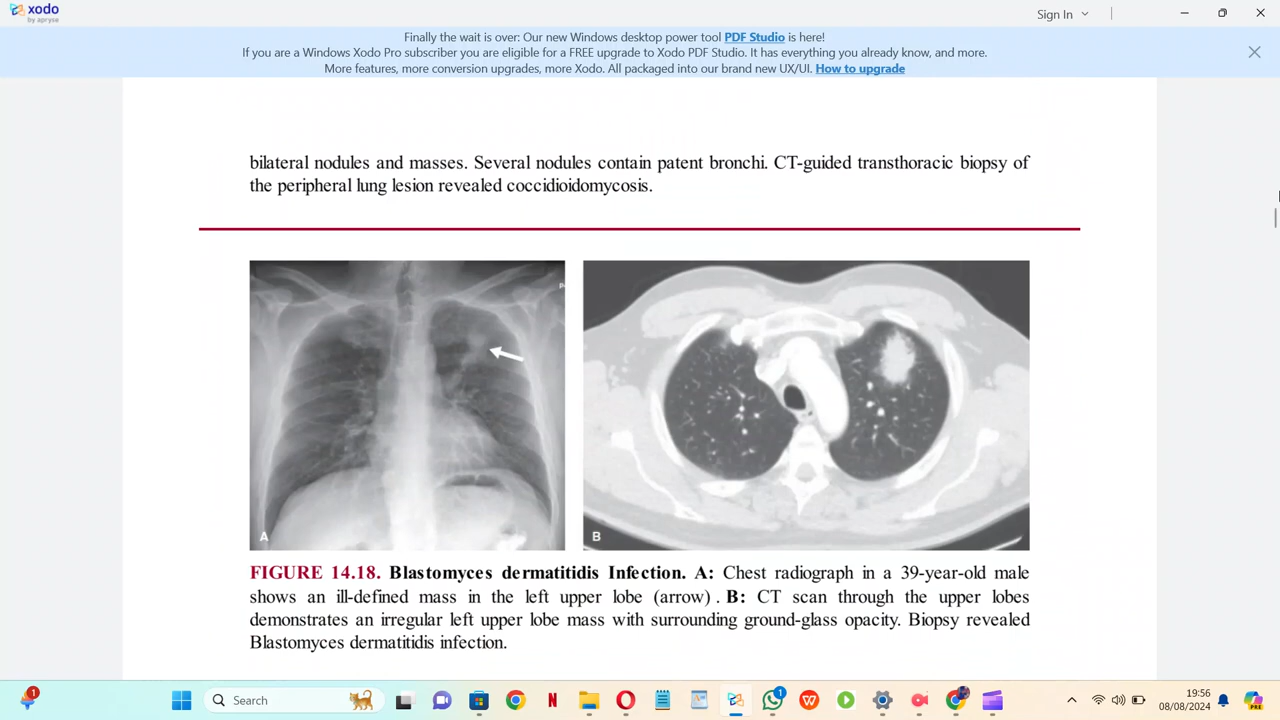 xodo
by apryse
Sign In
Finally the wait is over: Our new Windows desktop power tool PDF Studio is here!
If you are a Windows Xodo Pro subscriber you are eligible for a FREE upgrade to Xodo PDF Studio. It has everything you already know, and more.
More features, more conversion upgrades, more Xodo. All packaged into our brand new UX/UI. How to upgrade
bilateral nodules and masses. Several nodules contain patent bronchi. CT-guided transthoracic biopsy of
the peripheral lung lesion revealed coccidioidomycosis.
A
B
FIGURE 14.18. Blastomyces dermatitidis Infection. A: Chest radiograph in a 39-year-old male
shows an ill-defined mass in the left upper lobe (arrow) . B: CT scan through the upper lobes
demonstrates an irregular left upper lobe mass with surrounding ground-glass opacity. Biopsy revealed
Blastomyces dermatitidis infection.
1
Search
1
19:56
08/08/2024